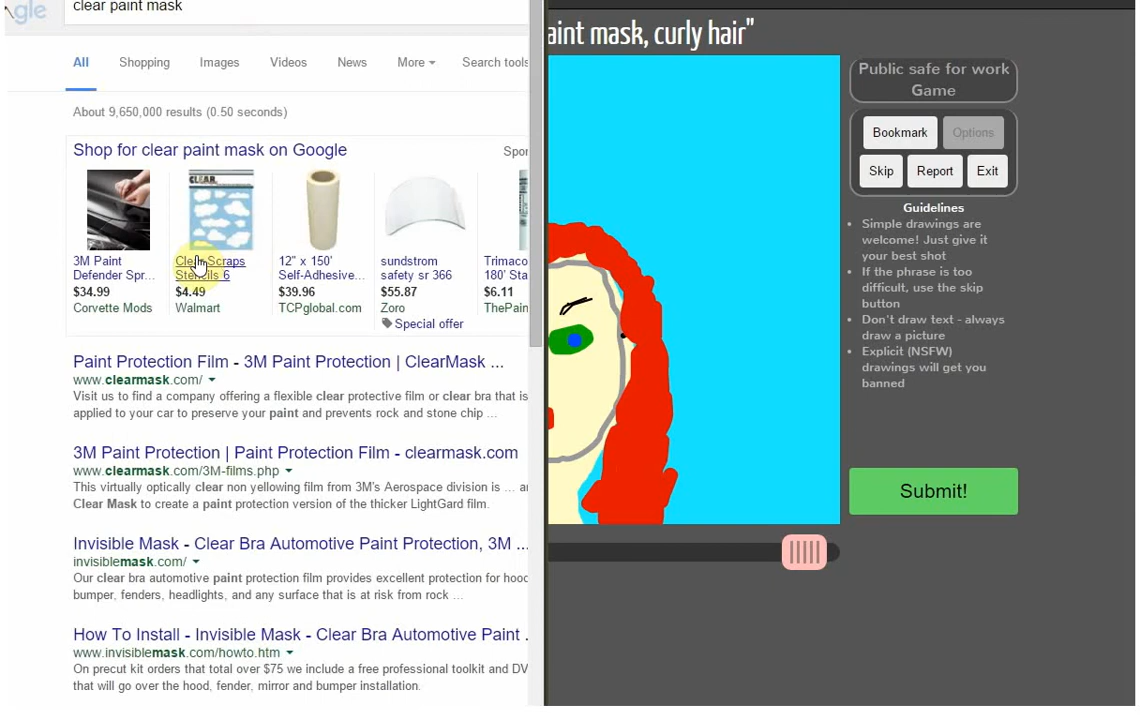 gle
clear paint mask
All Shopping Images Videos News More Search tools
About 9,650,000 results (0.50 seconds)
Shop for clear paint mask on Google
Spor
CLEAR
3M Paint
Defender Spr...
$34.99
Corvette Mods
Clear Scraps
Stencils 6
$4.49
Walmart
12" x 150'
Self-Adhesive...
$39.96
TCPglobal.com
sundstrom
safety sr 366
$55.87
Zoro
Special offer
Trimaco
180' Sta
$6.11
ThePain
Paint Protection Film - 3M Paint Protection | ClearMask ...
www.clearmask.com/
Visit us to find a company offering a flexible clear protective film or clear bra that is
applied to your car to preserve your paint and prevents rock and stone chip ...
3M Paint Protection | Paint Protection Film - clearmask.com
www.clearmask.com/3M-films.php
This virtually optically clear non yellowing film from 3M's Aerospace division is ... an
Clear Mask to create a paint protection version of the thicker LightGard film.
Invisible Mask - Clear Bra Automotive Paint Protection, 3M ...
invisiblemask.com/
Our clear bra automotive paint protection film provides excellent protection for hood
bumper, fenders, headlights, and any surface that is at risk from rock ...
How To Install - Invisible Mask - Clear Bra Automotive Paint .
www.invisiblemask.com/howto.htm
On precut kit orders that total over $75 we include a free professional toolkit and DV
that will go over the hood, fender, mirror and bumper installation.
aint mask, curly hair"
Public safe for work
Game
Bookmark Options
Skip Report Exit
Guidelines
Simple drawings are
welcome! Just give it
your best shot
If the phrase is too
difficult, use the skip
button
Don't draw text - always
draw a picture
Explicit (NSFW)
drawings will get you
banned
Submit!